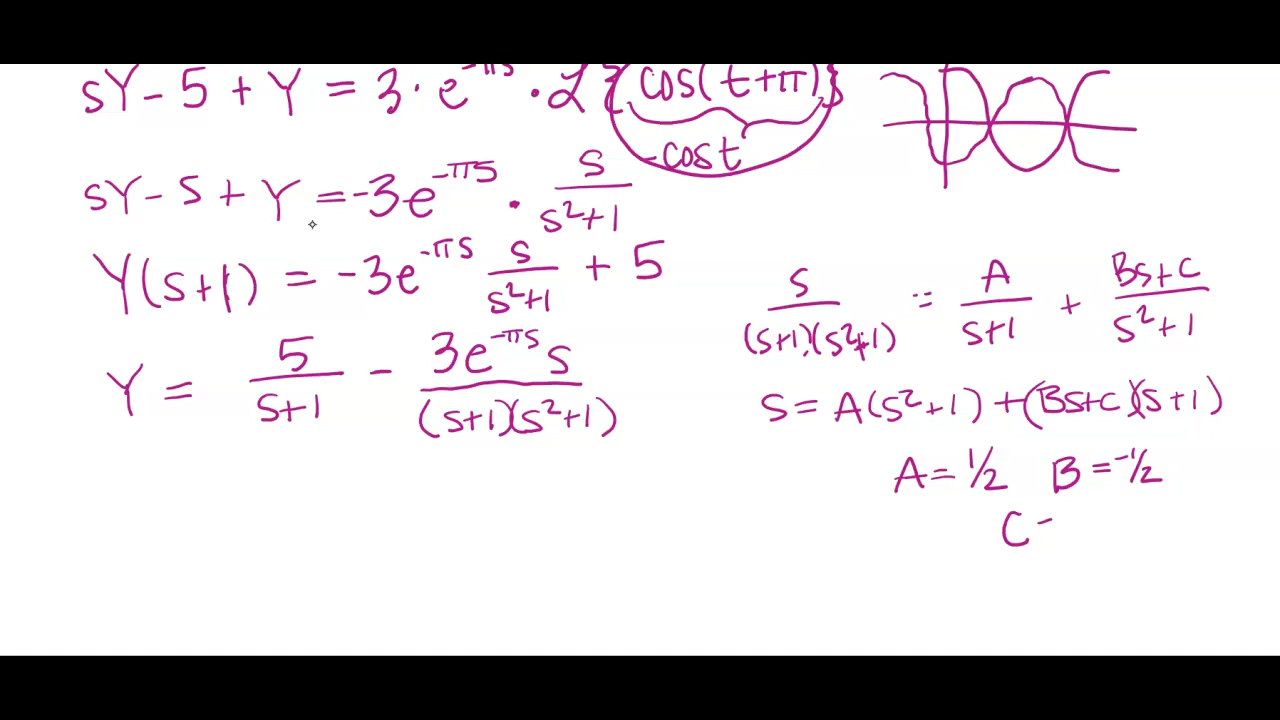 sY - 5 + Y = 3 · e^{-πs} · ℒ{cos(t+π)}
-cos t
sY - 5 + Y = -3e^{-πs} · s/(s²+1)
Y(s+1) = -3e^{-πs} s/(s²+1) + 5
Y = 5/(s+1) - 3e^{-πs} s/((s+1)(s²+1))
s/((s+1)(s²+1)) = A/(s+1) + (Bs+C)/(s²+1)
s = A(s²+1) + (Bs+C)(s+1)
A = 1/2 B = -1/2
C -